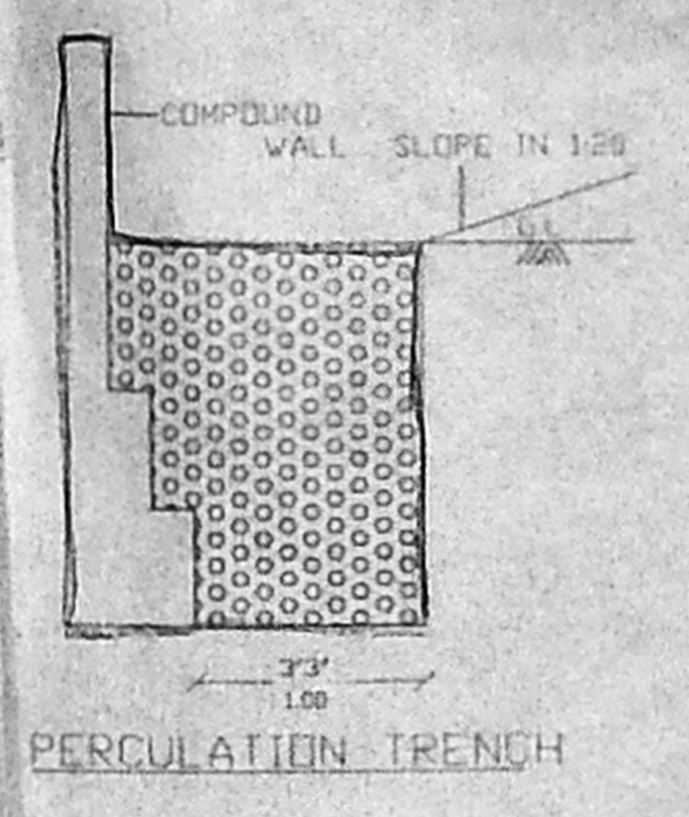 COMPOUND
WALL
SLOPE IN 1:20
G.L
3'3"
1.00
PERCULATION TRENCH